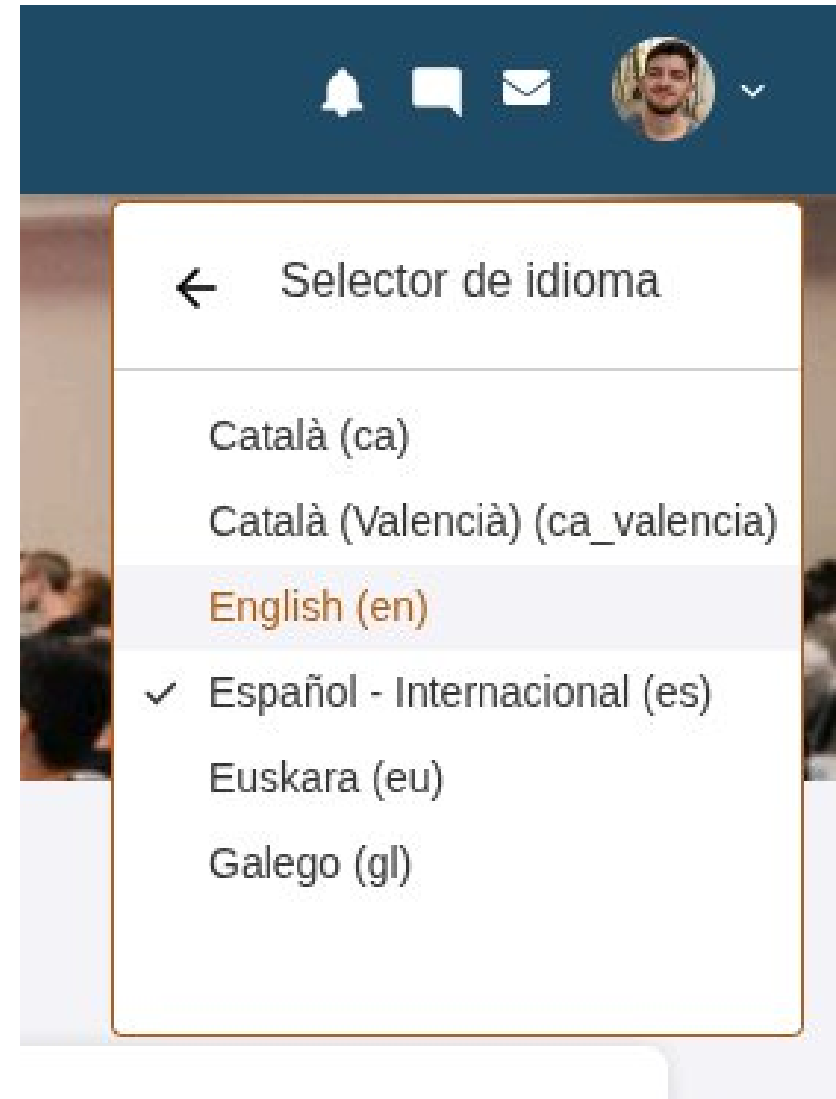 Selector de idioma
Català (ca)
Català (Valencià) (ca_valencia)
English (en)
Español - Internacional (es)
Euskara (eu)
Galego (gl)